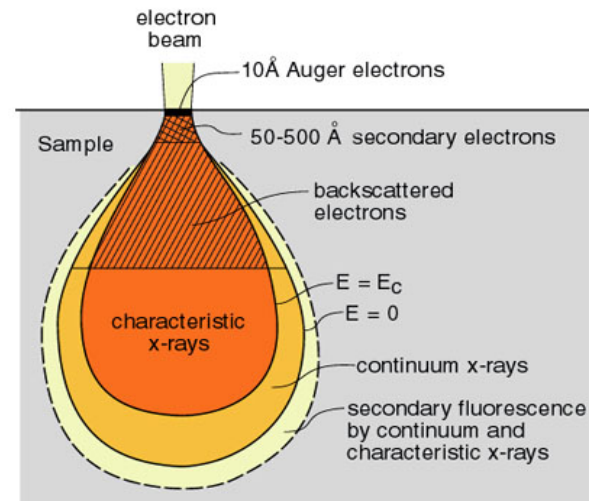 electron
beam
10Å Auger electrons
Sample
50-500 Å secondary electrons
backscattered
electrons
E = Ec
E = 0
characteristic
x-rays
continuum x-rays
secondary fluorescence
by continuum and
characteristic x-rays